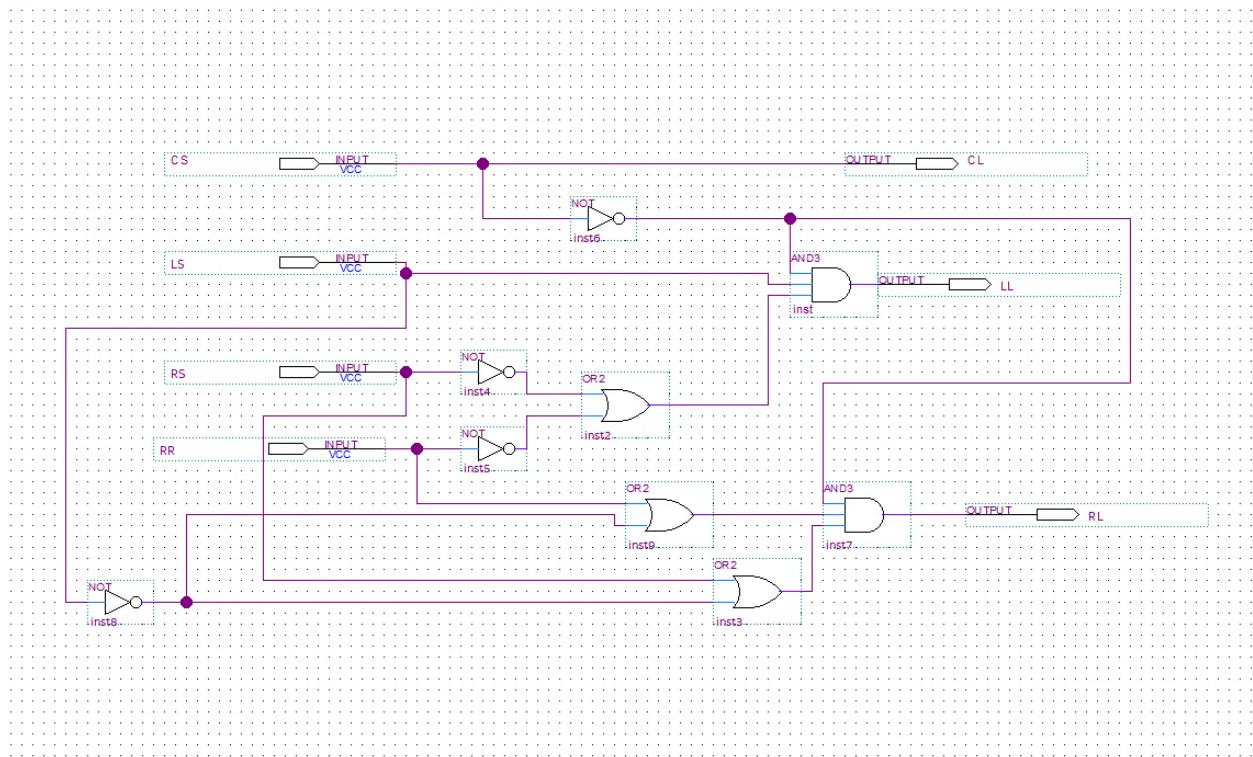 CS INPUT VCC OUTPUT CL
NOT
inst6
LS INPUT VCC
AND3
OUTPUT LL
inst
RS INPUT VCC
NOT
inst4
OR2
inst2
RR INPUT VCC
NOT
inst5
OR2
inst9
AND3
inst7
OUTPUT RL
OR2
inst3
NOT
inst8